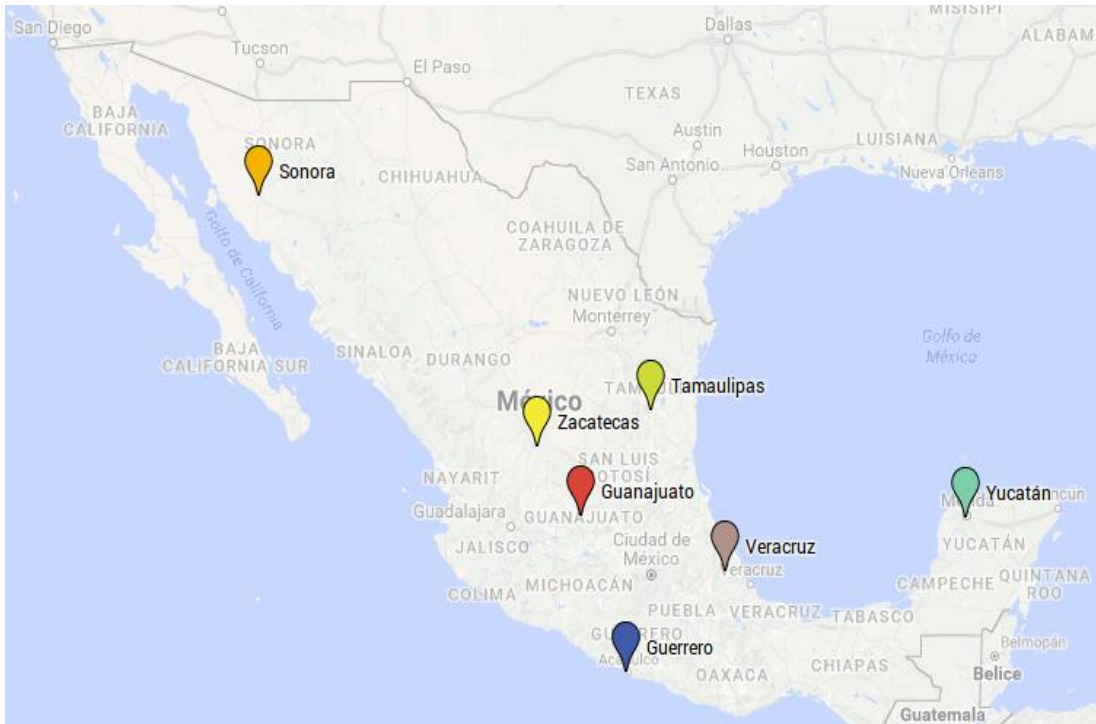 San Diego
Tucson
El Paso
Dallas
MISISIPI
ALABAM
BAJA
CALIFORNIA
SONORA
Sonora
CHIHUAHUA
TEXAS
Austin
San Antonio
Houston
LUISIANA
Nueva Orleans
COAHUILA DE
ZARAGOZA
Golfo de California
NUEVO LEÓN
Monterrey
Golfo de
México
BAJA
CALIFORNIA SUR
SINALOA
DURANGO
México
Tamaulipas
Zacatecas
SAN LUIS
NAYARIT
Guanajuato
Guadalajara
GUANAJUATO
JALISCO
Ciudad de
México
Veracruz
Yucatán
YUCATÁN
CAMPECHE
QUINTANA
ROO
COLIMA
MICHOACÁN
PUEBLA
VERACRUZ
TABASCO
Guerrero
OAXACA
CHIAPAS
Belmopán
Belice
Guatemala